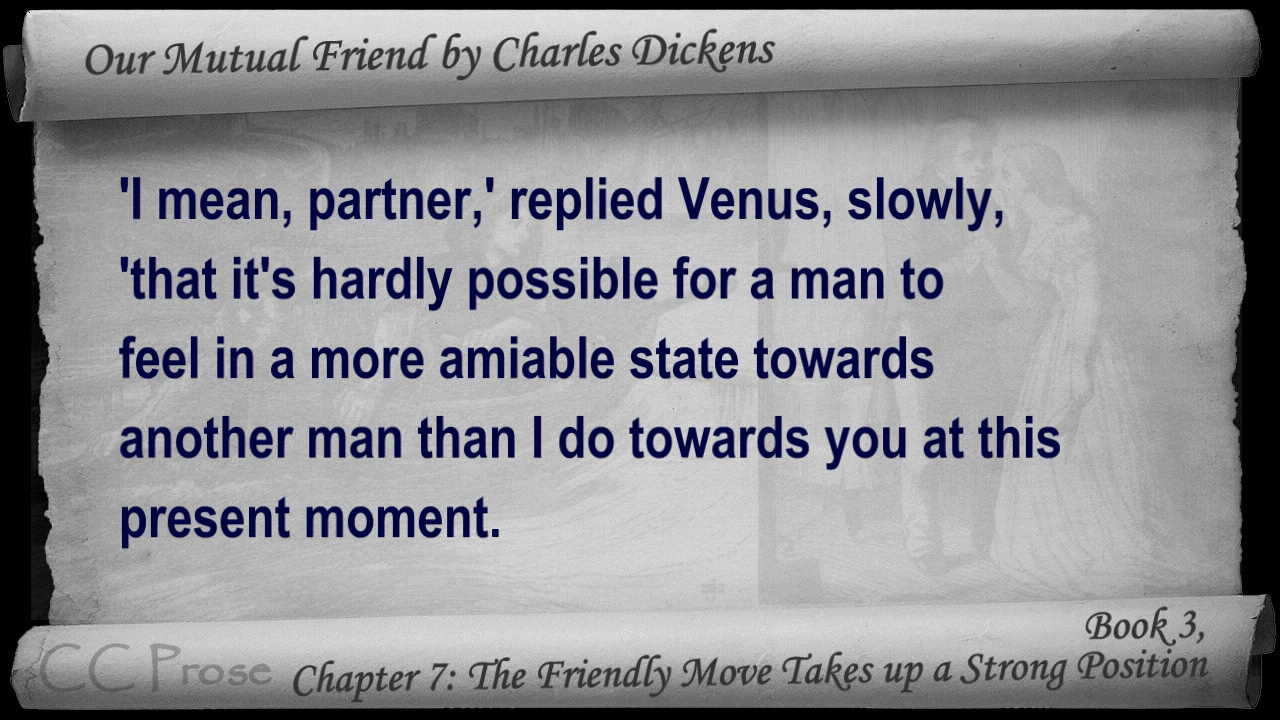 Our Mutual Friend by Charles Dickens
'I mean, partner,' replied Venus, slowly,
'that it's hardly possible for a man to
feel in a more amiable state towards
another man than I do towards you at this
present moment.
Book 3,
CC Prose
Chapter 7: The Friendly Move Takes up a Strong Position